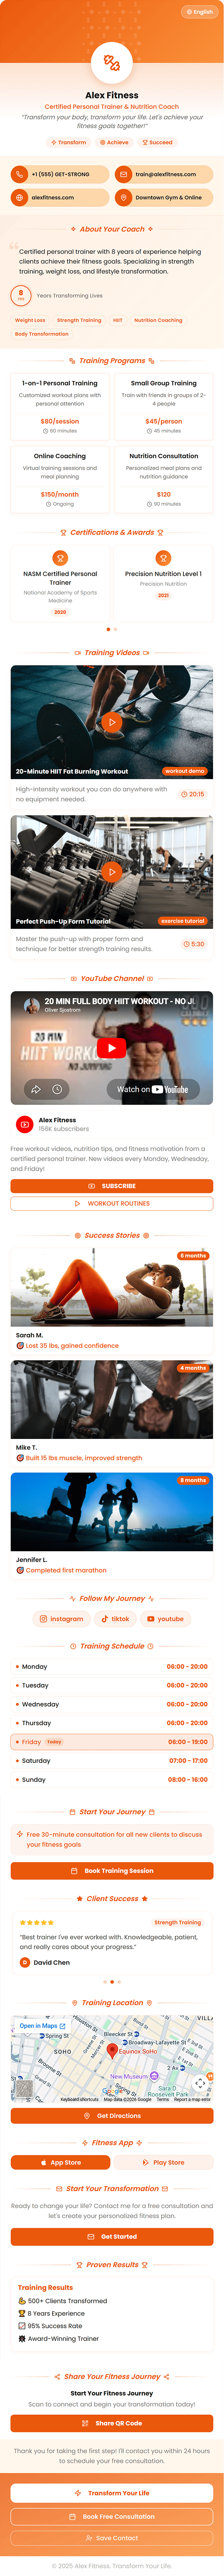 English
Alex Fitness
Certified Personal Trainer & Nutrition Coach
"Transform your body, transform your life. Let's achieve your
fitness goals together!"
Transform
Achieve
Succeed
+1 (555) GET-STRONG
train@alexfitness.com
alexfitness.com
Downtown Gym & Online
About Your Coach
Certified personal trainer with 8 years of experience helping
clients achieve their fitness goals. Specializing in strength
training, weight loss, and lifestyle transformation.
8
YRS
Years Transforming Lives
Weight Loss
Strength Training
HIIT
Nutrition Coaching
Body Transformation
Training Programs
1-on-1 Personal Training
Customized workout plans with
personal attention
$80/session
60 minutes
Small Group Training
Train with friends in groups of 2-
4 people
$45/person
45 minutes
Online Coaching
Virtual training sessions and
meal planning
$150/month
Ongoing
Nutrition Consultation
Personalized meal plans and
nutrition guidance
$120
90 minutes
Certifications & Awards
NASM Certified Personal
Trainer
National Academy of Sports
Medicine
2020
Precision Nutrition Level 1
Precision Nutrition
2021
Training Videos
20-Minute HIIT Fat Burning Workout
workout demo
High-intensity workout you can do anywhere with
no equipment needed.
20:15
Perfect Push-Up Form Tutorial
exercise tutorial
Master the push-up with proper form and
technique for better strength training results.
5:30
YouTube Channel
20 MIN FULL BODY HIIT WORKOUT - NO J
Oliver Sjostrom
20 MIN
HIIT W
NO JUMPING
Watch on YouTube
Alex Fitness
156K subscribers
Free workout videos, nutrition tips, and fitness motivation from a
certified personal trainer. New videos every Monday, Wednesday,
and Friday!
SUBSCRIBE
WORKOUT ROUTINES
Success Stories
6 months
Sarah M.
Lost 35 lbs, gained confidence
4 months
Mike T.
Built 15 lbs muscle, improved strength
8 months
Jennifer L.
Completed first marathon
Follow My Journey
instagram
tiktok
youtube
Training Schedule
Monday 06:00 - 20:00
Tuesday 06:00 - 20:00
Wednesday 06:00 - 20:00
Thursday 06:00 - 20:00
Friday Today 06:00 - 19:00
Saturday 07:00 - 17:00
Sunday 08:00 - 16:00
Start Your Journey
Free 30-minute consultation for all new clients to discuss
your fitness goals
Book Training Session
Client Success
Strength Training
"Best trainer I've ever worked with. Knowledgeable, patient,
and really cares about your progress."
D
David Chen
Training Location
Open in Maps
Spring St
SOHO
Bleecker St
Broadway-Lafayette St
Equinox SoHo
New Museum
2 Av
Sara D
Roosevelt Park
Google
Keyboard shortcuts
Map data ©2025 Google
Terms
Report a map error
Get Directions
Fitness App
App Store
Play Store
Start Your Transformation
Ready to change your life? Contact me for a free consultation and
let's create your personalized fitness plan.
Get Started
Proven Results
Training Results
500+ Clients Transformed
8 Years Experience
95% Success Rate
Award-Winning Trainer
Share Your Fitness Journey
Start Your Fitness Journey
Scan to connect and begin your transformation today!
Share QR Code
Thank you for taking the first step! I'll contact you within 24 hours
to schedule your consultation.
Transform Your Life
Book Free Consultation
Save Contact
© 2025 Alex Fitness. Transform Your Life.